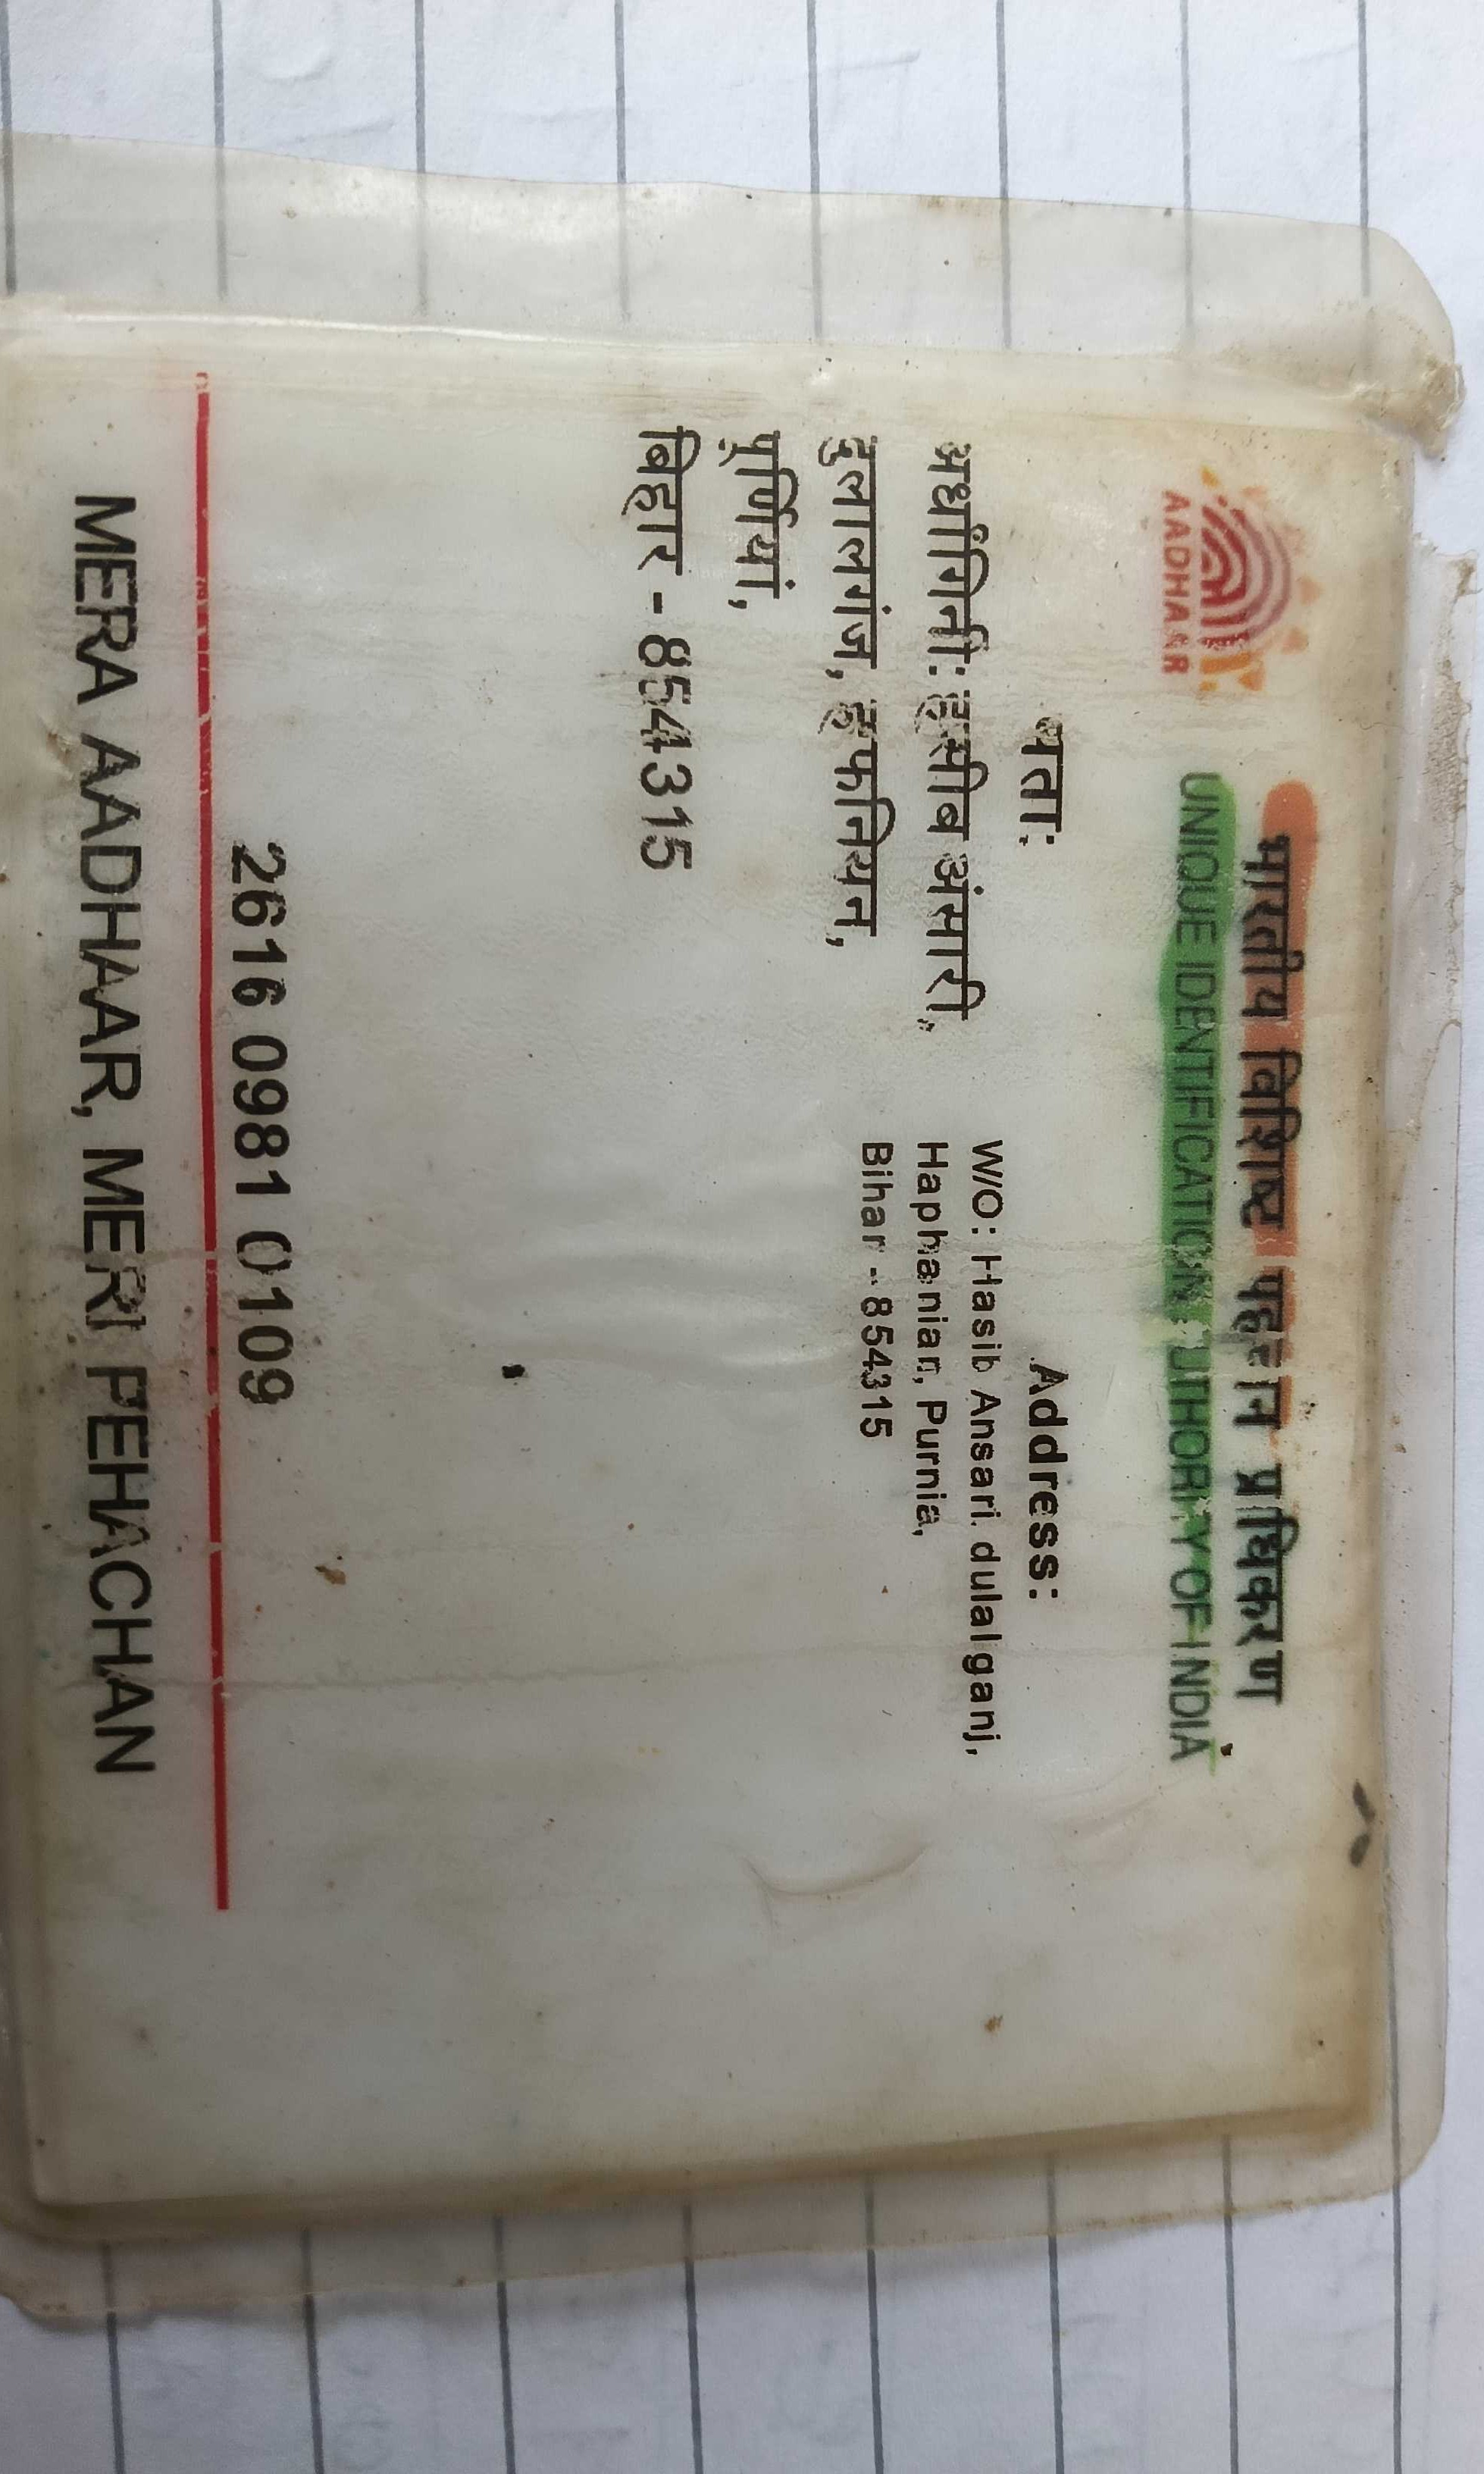 भारतीय विशिष्ट पहचान प्राधिकरण
UNIQUE IDENTIFICATION AUTHORITY OF INDIA
AADHAAR
पता:
अर्धांगिनी: हसीब अंसारी,
दुलालगंज, हफनियन,
पूर्णिया,
बिहार - 854315
Address:
W/O: Hasib Ansari, dulalganj,
Haphanian, Purnia,
Bihar - 854315
2616 0981 0109
MERA AADHAAR, MERI PEHACHAN